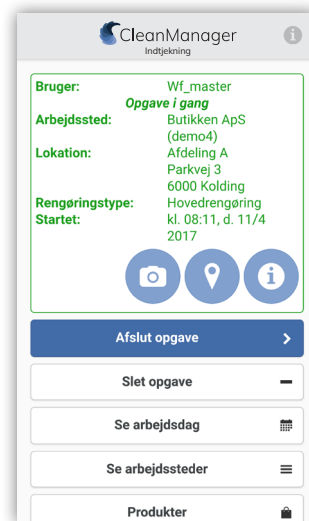 CleanManager
Indtjekning
Bruger: Wf_master
Opgave i gang
Arbejdssted: Butikken ApS
(demo4)
Lokation: Afdeling A
Parkvej 3
6000 Kolding
Rengøringstype: Hovedrengøring
Startet: kl. 08:11, d. 11/4
2017
Afslut opgave
Slet opgave
Se arbejdsdag
Se arbejdssteder
Produkter